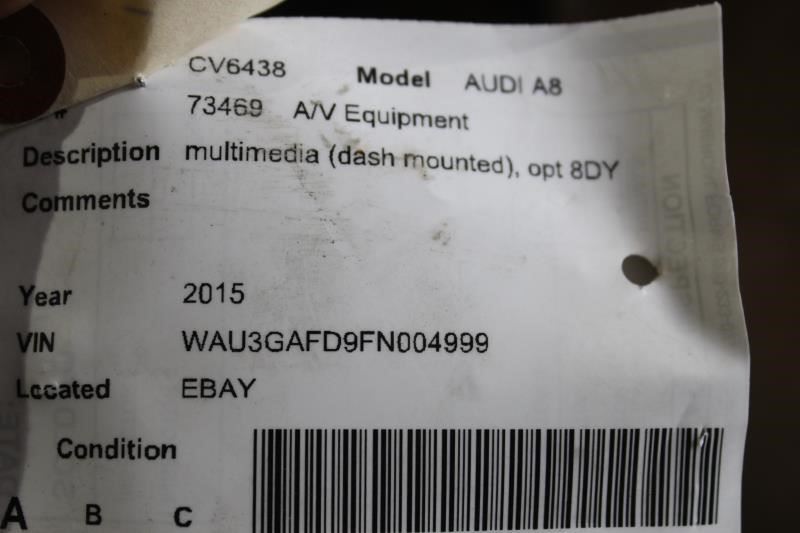 CV6438 Model AUDI A8
# 73469 A/V Equipment
Description multimedia (dash mounted), opt 8DY
Comments
Year 2015
VIN WAU3GAFD9FN004999
Located EBAY
Condition
A B C